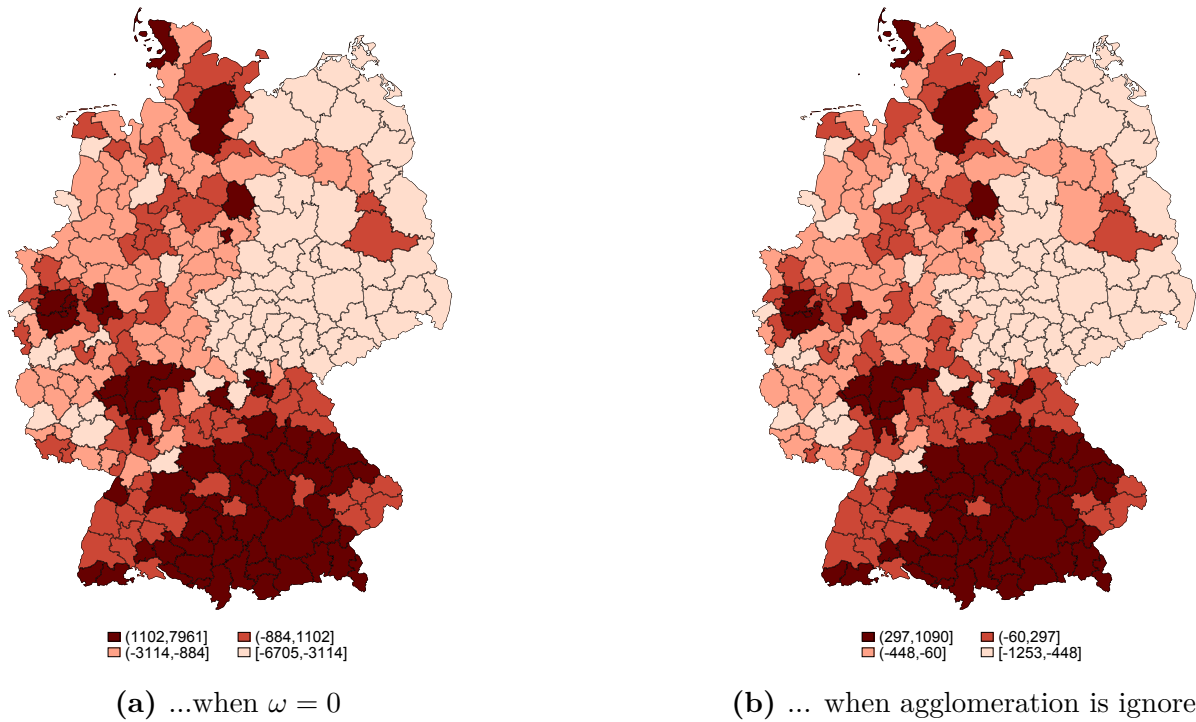 (1102,7961] (-884,1102]
(-3114,-884] [-6705,-3114]
(297,1090] (-60,297]
(-448,-60] [-1253,-448]
(a) ...when ω = 0
(b) ... when agglomeration is ignore